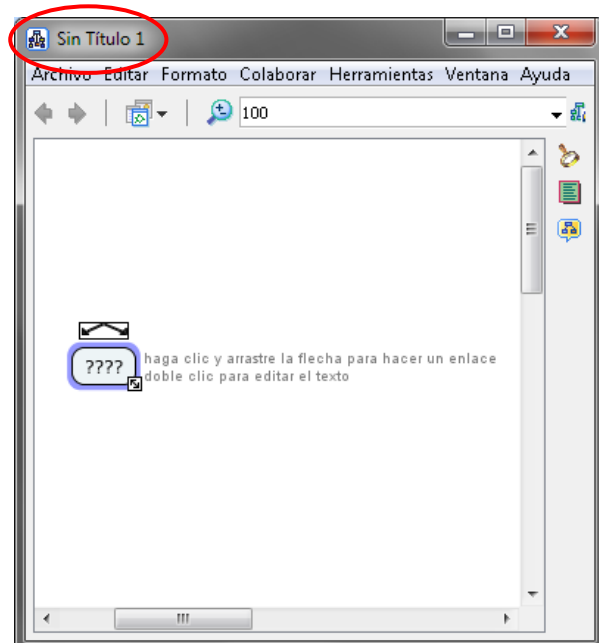 Sin Título 1
Archivo Editar Formato Colaborar Herramientas Ventana Ayuda
100
????
haga clic y arrastre la flecha para hacer un enlace
doble clic para editar el texto